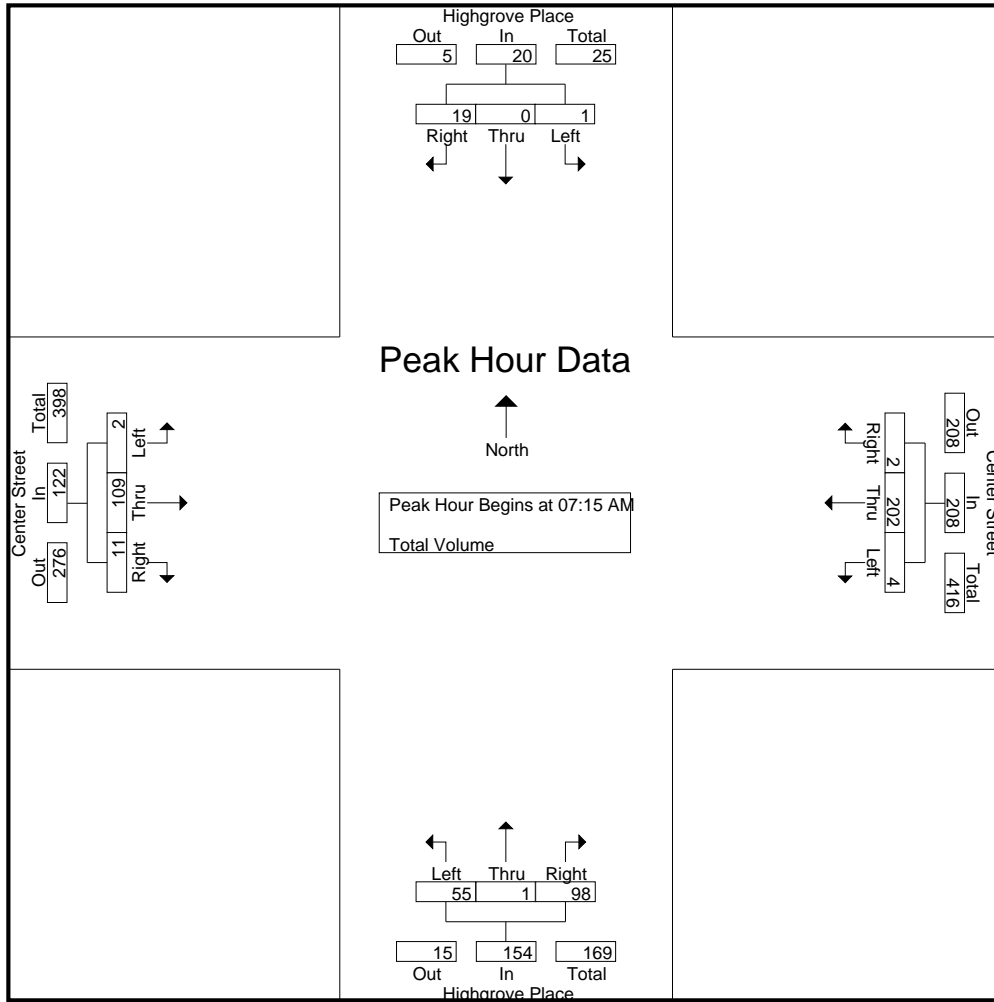 Highgrove Place
Out In Total
5 20 25
19 0 1
Right Thru Left
Peak Hour Data
North
Peak Hour Begins at 07:15 AM
Total Volume
Center Street
Total In Out
398 122 276
2 109 11
Left Thru Right
Right Thru Left
2 202 4
208 208 416
Out In Total
Center Street
Left Thru Right
55 1 98
15 154 169
Out In Total
Highgrove Place